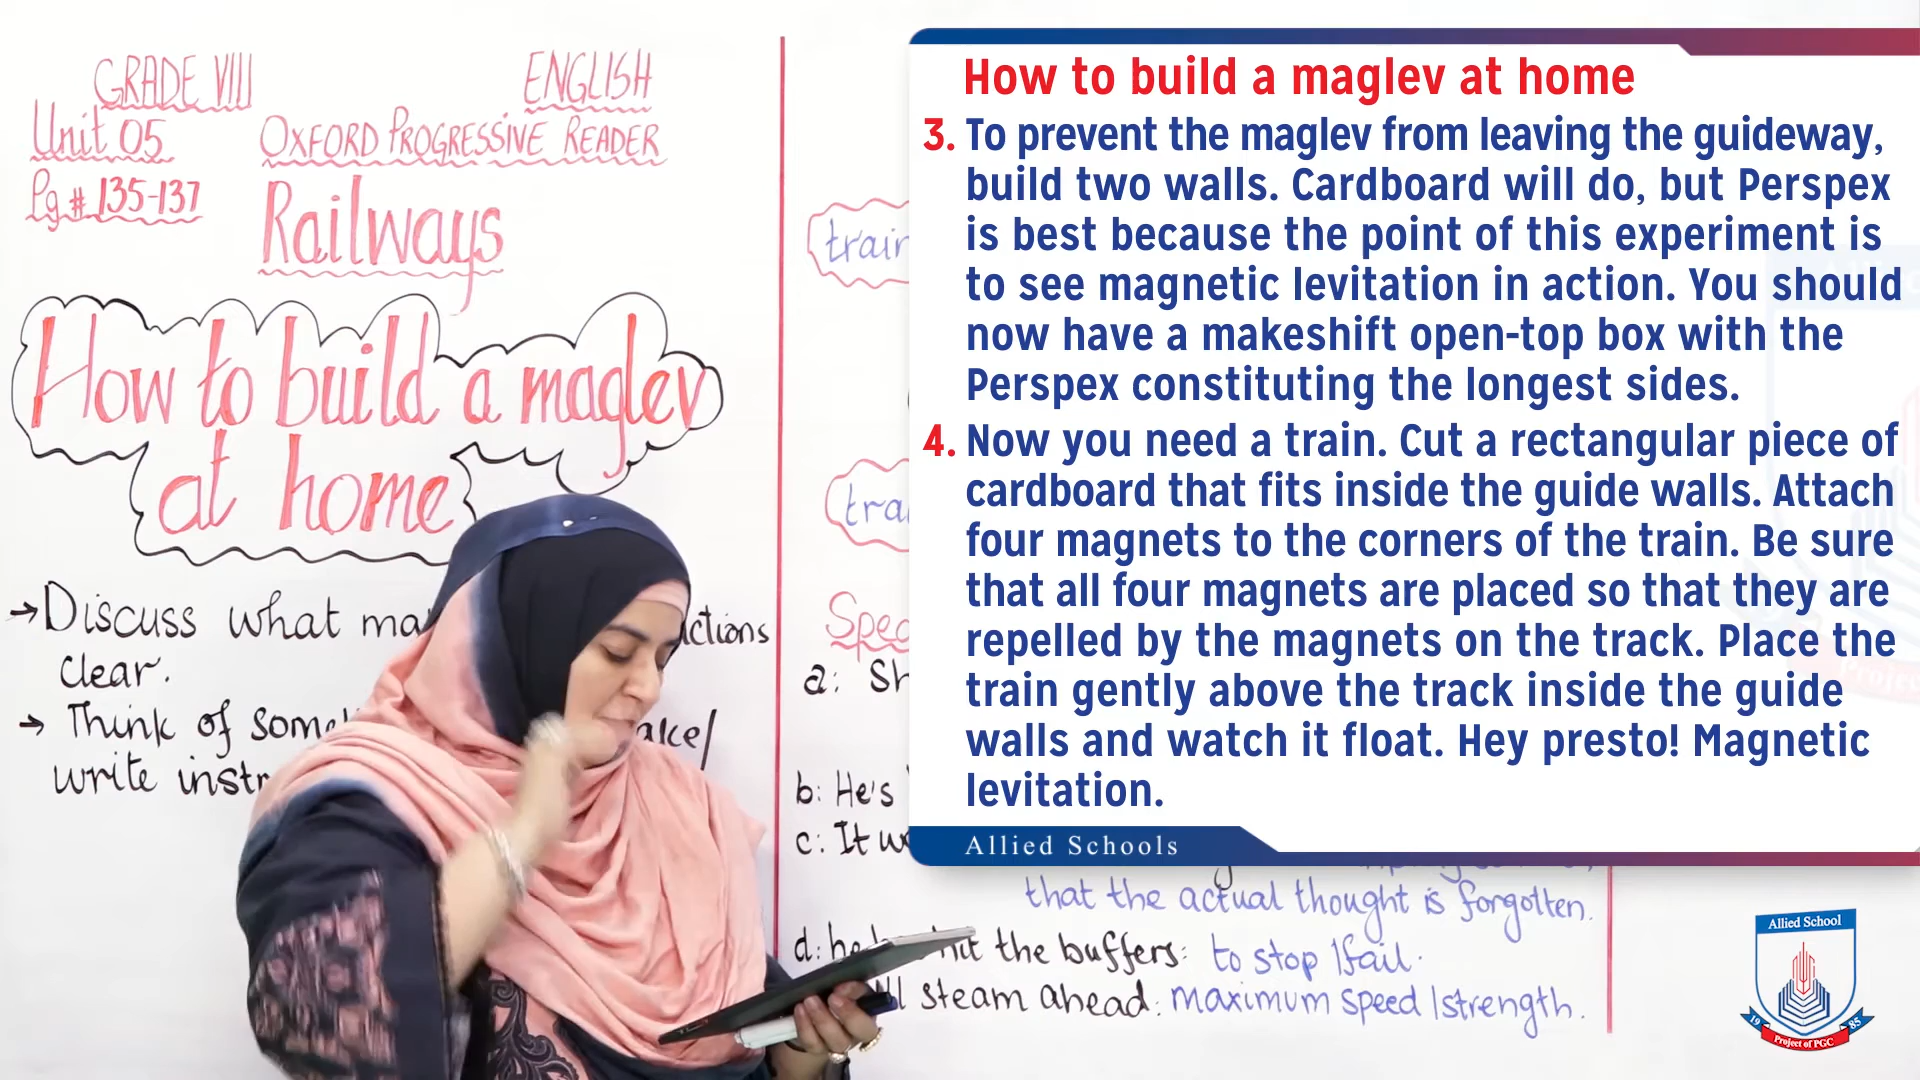 GRADE VIII
ENGLISH
Unit 05
OXFORD PROGRESSIVE READER
Pg # 135-137
Railways
How to build a maglev
at home
→ Discuss what ctions
clear.
→ Think of
write
train
Spec
a: Sh
b: He's
c: It
that the actual thought is forgotten.
d: hit the buffers: to stop / fail.
steam ahead: maximum speed / strength.
How to build a maglev at home
3. To prevent the maglev from leaving the guideway,
build two walls. Cardboard will do, but Perspex
is best because the point of this experiment is
to see magnetic levitation in action. You should
now have a makeshift open-top box with the
Perspex constituting the longest sides.
4. Now you need a train. Cut a rectangular piece of
cardboard that fits inside the guide walls. Attach
four magnets to the corners of the train. Be sure
that all four magnets are placed so that they are
repelled by the magnets on the track. Place the
train gently above the track inside the guide
walls and watch it float. Hey presto! Magnetic
levitation.
Allied Schools
Allied School
19 85
Project of PGC